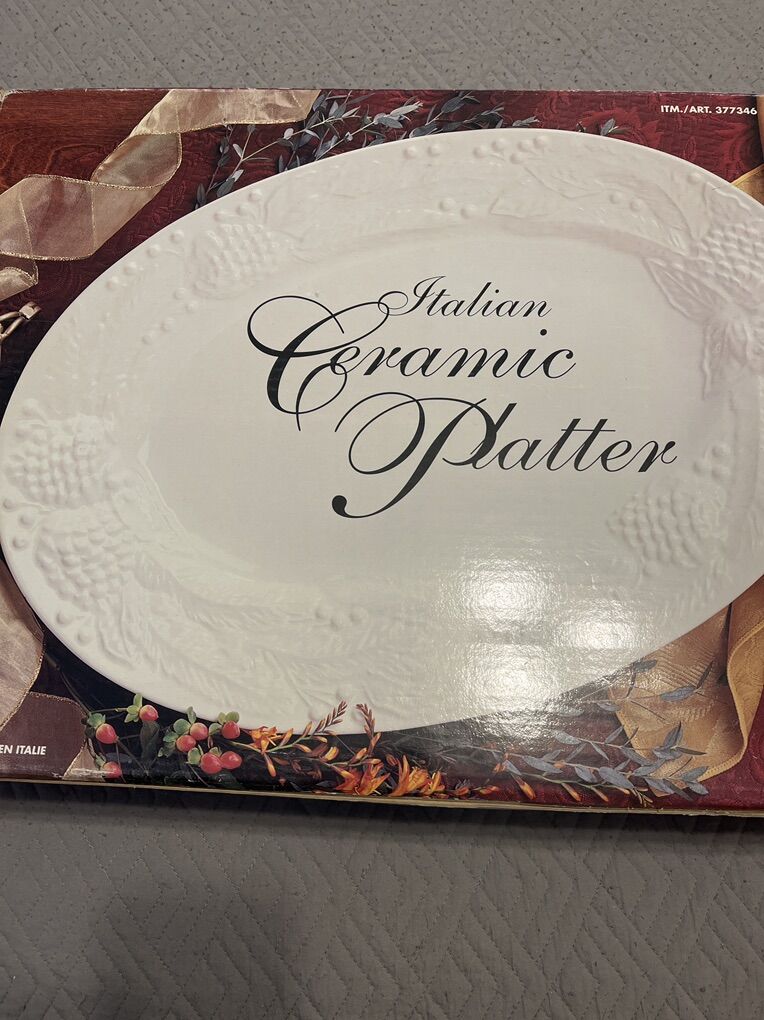 ITM./ART. 377346
Italian
Ceramic
Platter
EN ITALIE